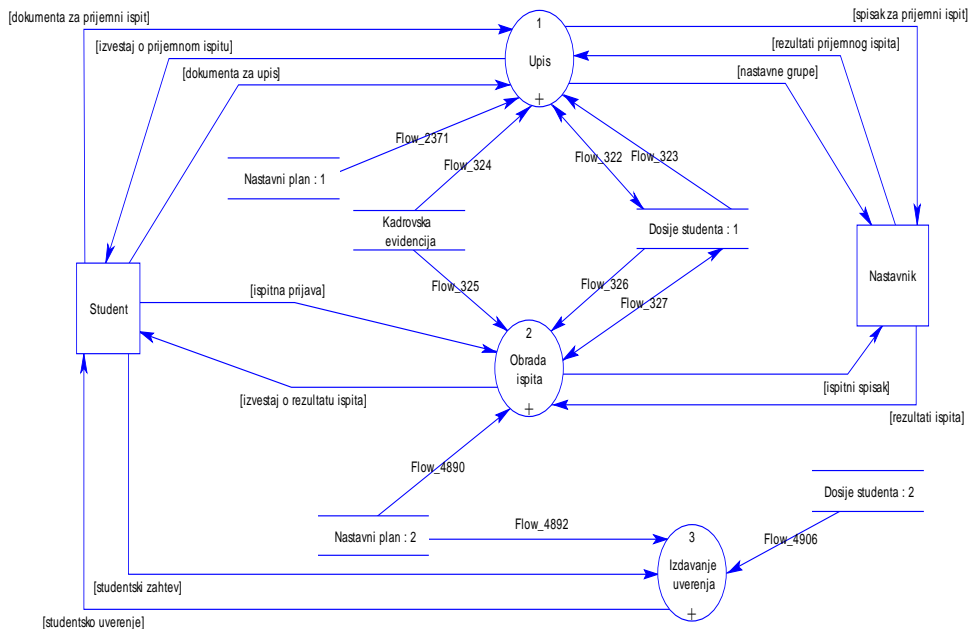 [dokumenta za prijemni ispit]
[spisak za prijemni ispit]
1
[izvestaj o prijemnom ispitu]
[rezultati prijemnog ispita]
Upis
[dokumenta za upis]
[nastavne grupe]
+
Flow_2371
Flow_324
Flow_322
Flow_323
Nastavni plan : 1
Kadrovska
evidencija
Dosije studenta : 1
Nastavnik
[ispitna prijava]
Flow_325
Flow_326
Flow_327
Student
2
Obrada
ispita
[izvestaj o rezultatu ispita]
[ispitni spisak]
+
[rezultati ispita]
Flow_4890
Dosije studenta : 2
Flow_4892
Nastavni plan : 2
3
Flow_4906
Izdavanje
uverenja
[studentski zahtev]
+
[studentsko uverenje]